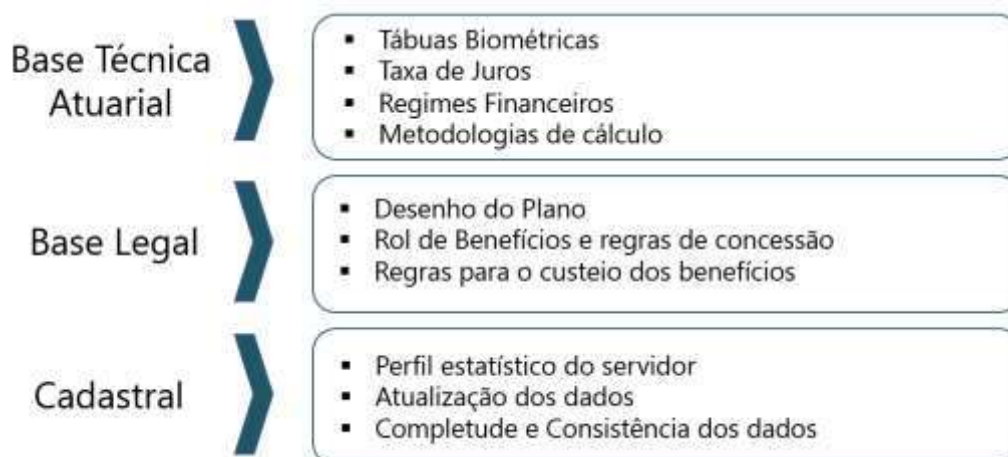 Base Técnica
Atuarial
▪ Tábuas Biométricas
▪ Taxa de Juros
▪ Regimes Financeiros
▪ Metodologias de cálculo
Base Legal
▪ Desenho do Plano
▪ Rol de Benefícios e regras de concessão
▪ Regras para o custeio dos benefícios
Cadastral
▪ Perfil estatístico do servidor
▪ Atualização dos dados
▪ Completude e Consistência dos dados